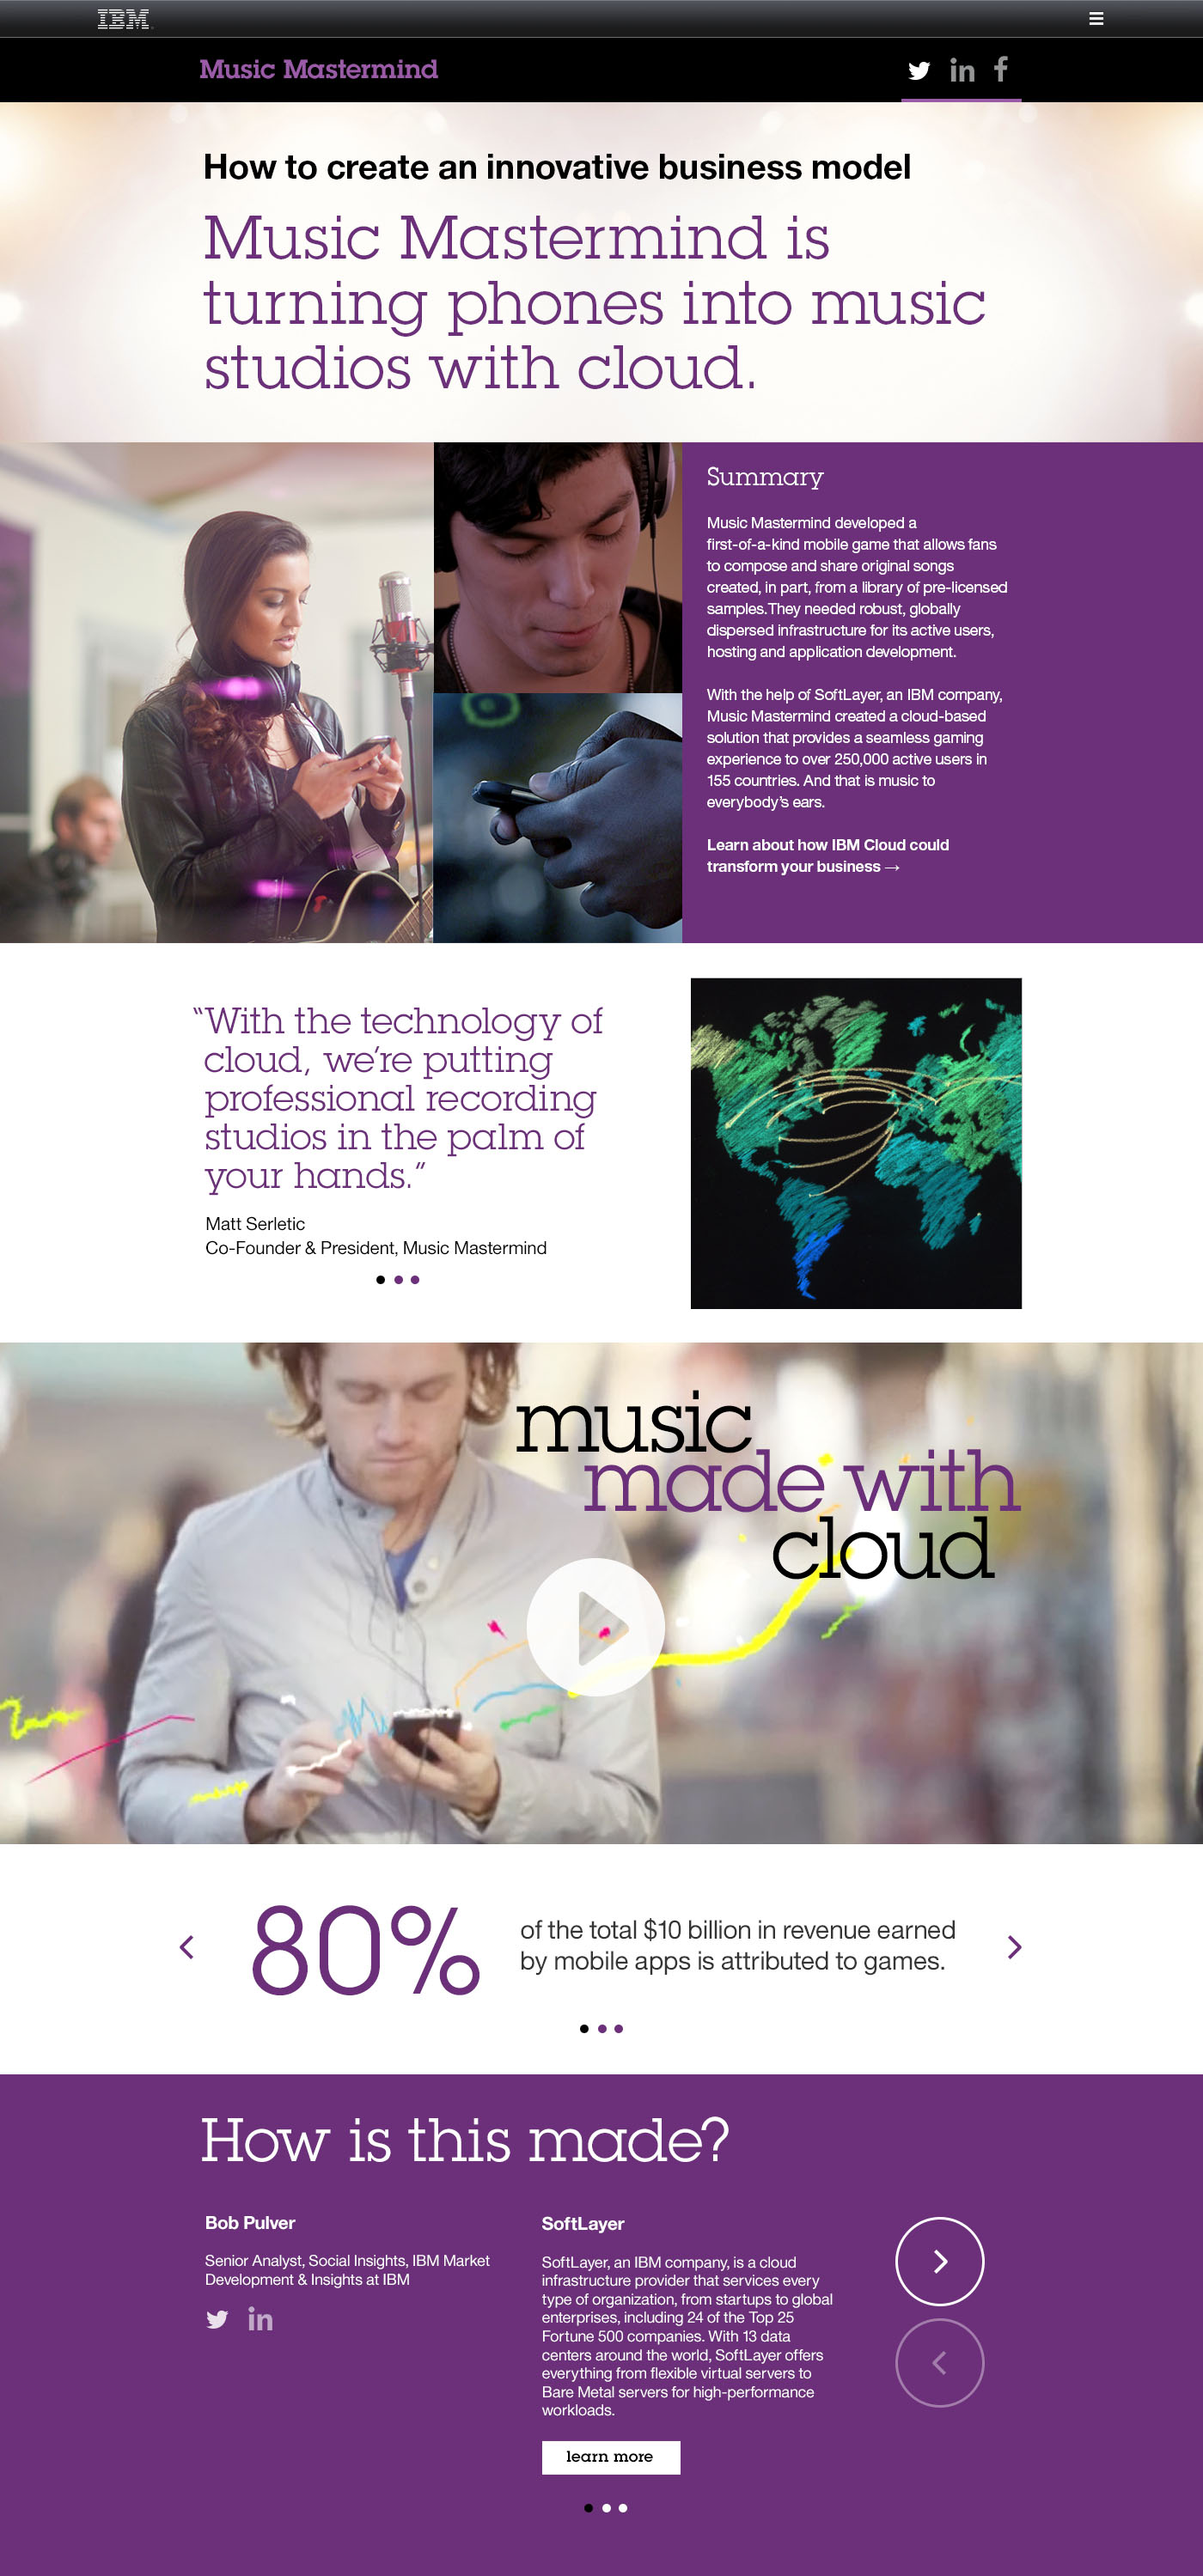 IBM
Music Mastermind
How to create an innovative business model
Music Mastermind is
turning phones into music
studios with cloud.
Summary
Music Mastermind developed a
first-of-a-kind mobile game that allows fans
to compose and share original songs
created, in part, from a library of pre-licensed
samples.They needed robust, globally
dispersed infrastructure for its active users,
hosting and application development.
With the help of SoftLayer, an IBM company,
Music Mastermind created a cloud-based
solution that provides a seamless gaming
experience to over 250,000 active users in
155 countries. And that is music to
everybody’s ears.
Learn about how IBM Cloud could
transform your business →
“With the technology of
cloud, we’re putting
professional recording
studios in the palm of
your hands.”
Matt Serletic
Co-Founder & President, Music Mastermind
music
made with
cloud
80%
of the total $10 billion in revenue earned
by mobile apps is attributed to games.
How is this made?
Bob Pulver
Senior Analyst, Social Insights, IBM Market
Development & Insights at IBM
SoftLayer
SoftLayer, an IBM company, is a cloud
infrastructure provider that services every
type of organization, from startups to global
enterprises, including 24 of the Top 25
Fortune 500 companies. With 13 data
centers around the world, SoftLayer offers
everything from flexible virtual servers to
Bare Metal servers for high-performance
workloads.
learn more